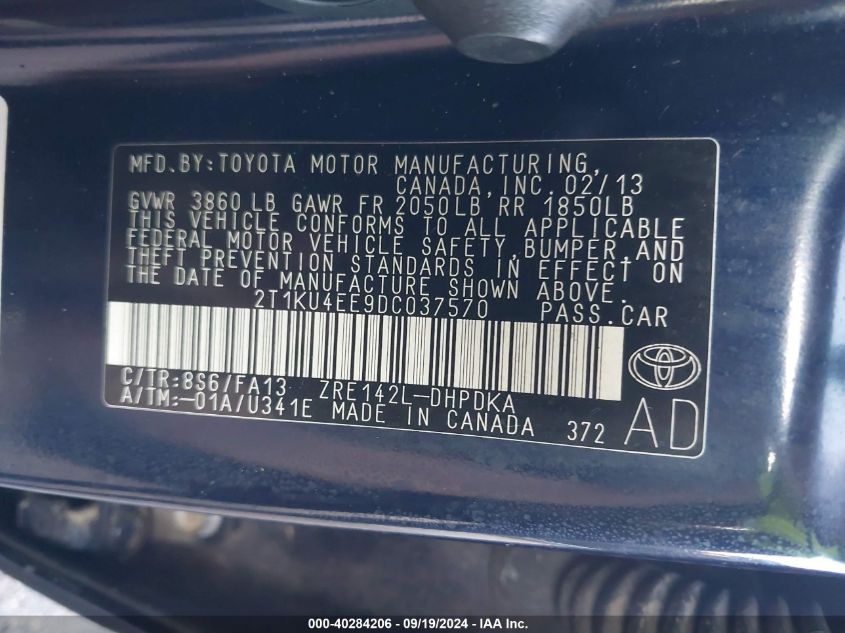 MFD.BY:TOYOTA MOTOR MANUFACTURING,
CANADA,INC.02/13
GVWR 3860 LB GAWR FR 2050LB RR 1850LB
THIS VEHICLE CONFORMS TO ALL APPLICABLE
FEDERAL MOTOR VEHICLE SAFETY,BUMPER,AND
THEFT PREVENTION STANDARDS IN EFFECT ON
THE DATE OF MANUFACTURE SHOWN ABOVE.
2T1KU4EE9DC037570 PASS.CAR
C/TR:8S6/FA13 ZRE142L-DHPDKA
A/TM:-01A/U341E MADE IN CANADA 372 AD
000-40284206 - 09/19/2024 - IAA Inc.